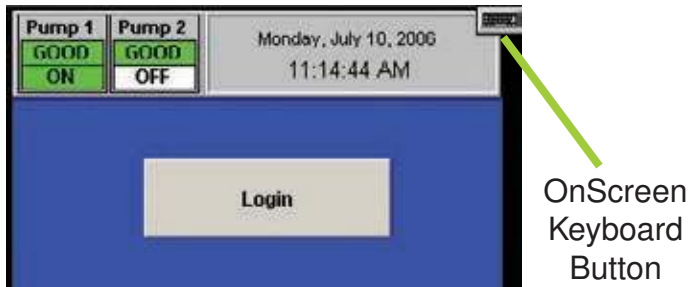 Pump 1 Pump 2
GOOD GOOD
ON OFF
Monday, July 10, 2006
11:14:44 AM
Login
OnScreen
Keyboard
Button